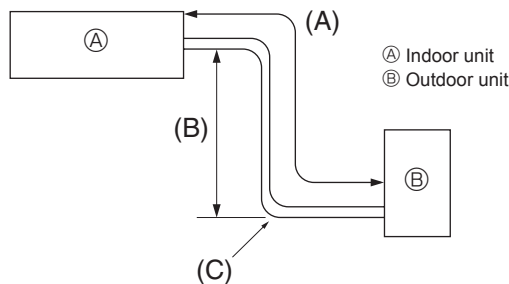 (A)
Ⓐ
Ⓐ Indoor unit
Ⓑ Outdoor unit
(B)
Ⓑ
(C)